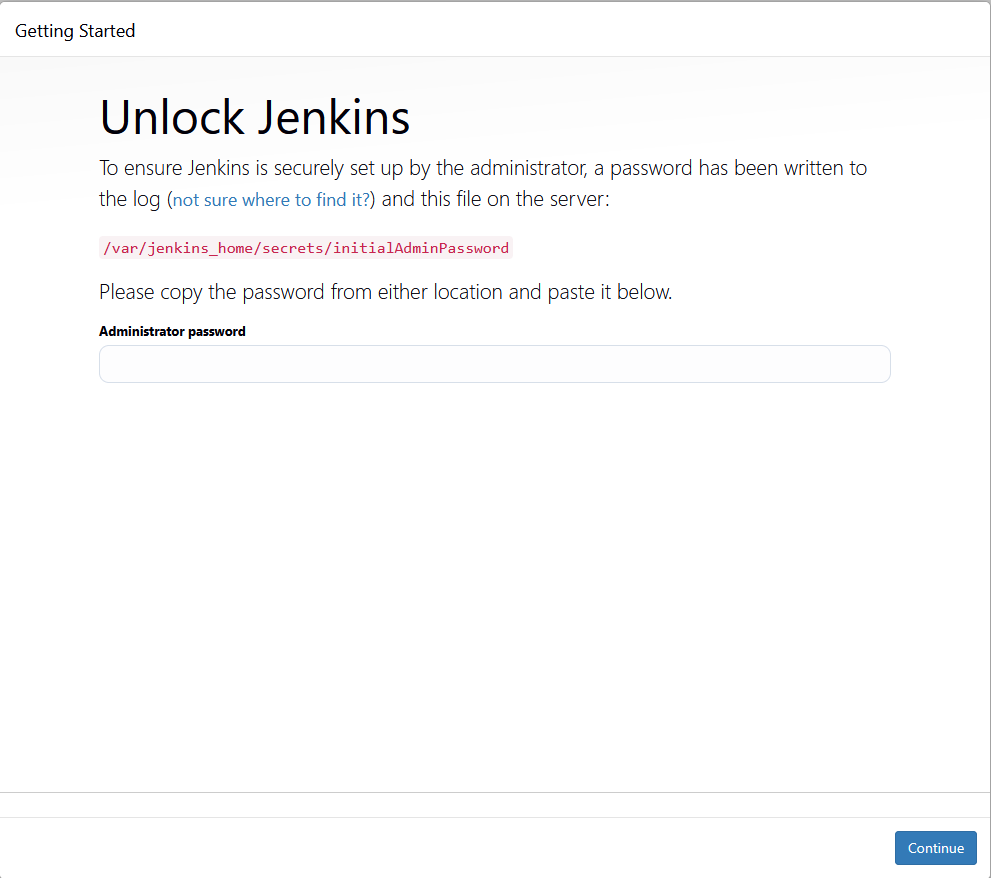 Getting Started
Unlock Jenkins
To ensure Jenkins is securely set up by the administrator, a password has been written to
the log (not sure where to find it?) and this file on the server:
/var/jenkins_home/secrets/initialAdminPassword
Please copy the password from either location and paste it below.
Administrator password
Continue